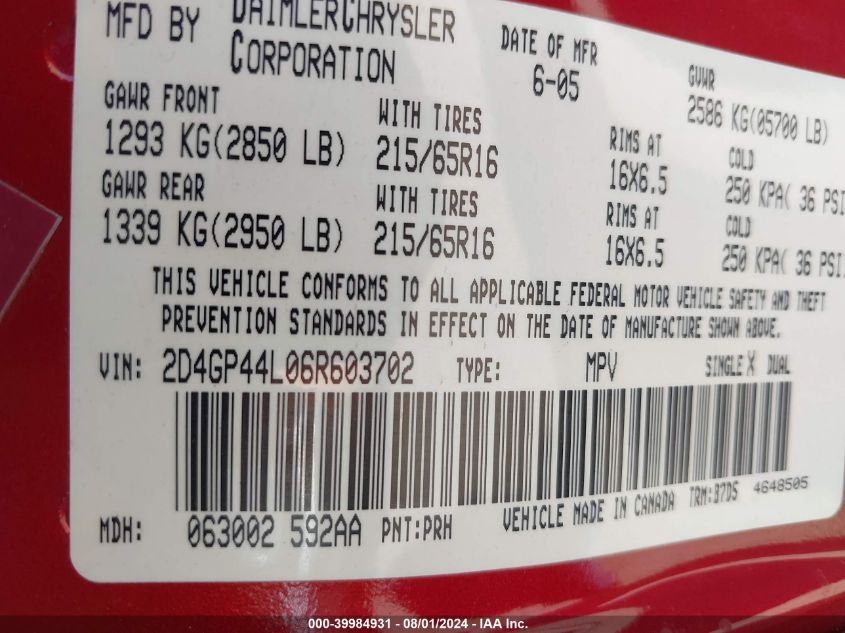 MFD BY DAIMLERCHRYSLER CORPORATION
DATE OF MFR 6-05
GVWR 2586 KG(05700 LB)
GAWR FRONT WITH TIRES RIMS AT COLD
1293 KG(2850 LB) 215/65R16 16X6.5 250 KPA( 36 PSI
GAWR REAR WITH TIRES RIMS AT COLD
1339 KG(2950 LB) 215/65R16 16X6.5 250 KPA( 36 PSI
THIS VEHICLE CONFORMS TO ALL APPLICABLE FEDERAL MOTOR VEHICLE SAFETY AND THEFT
PREVENTION STANDARDS IN EFFECT ON THE DATE OF MANUFACTURE SHOWN ABOVE.
VIN: 2D4GP44L06R603702 TYPE: MPV SINGLE X DUAL
MDH: 063002 592AA PNT:PRH VEHICLE MADE IN CANADA TRM:B7D5 4648505
000-39984931 - 08/01/2024 - IAA Inc.